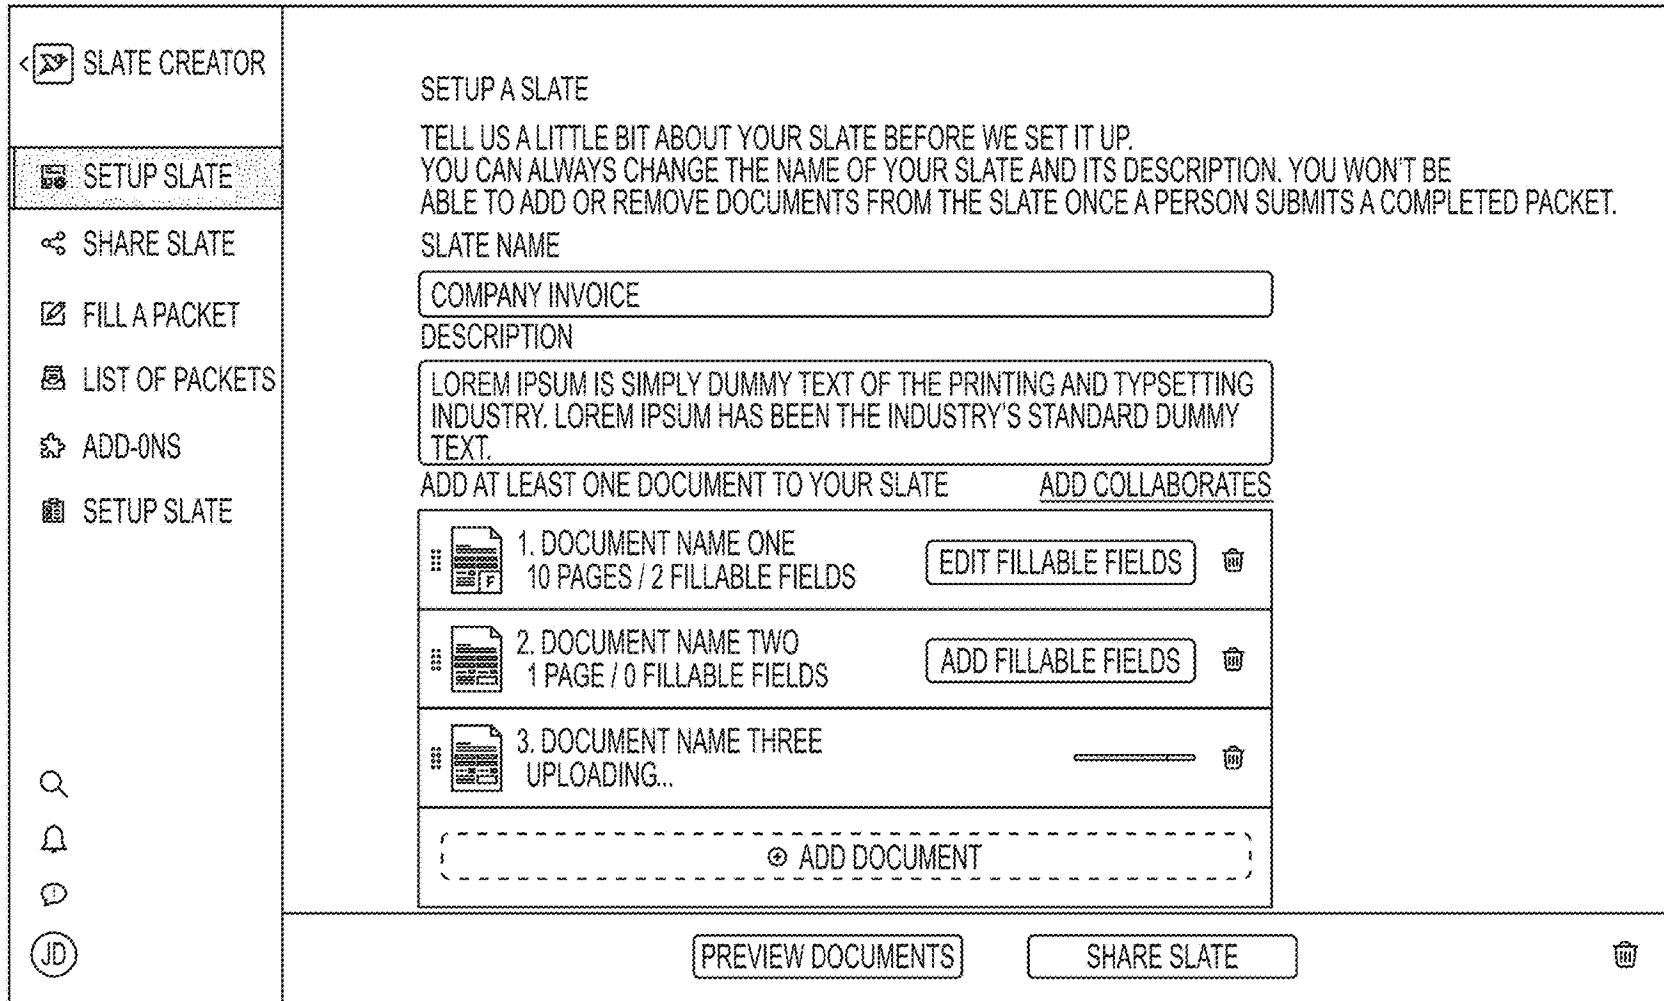 SLATE CREATOR
SETUP SLATE
SHARE SLATE
FILL A PACKET
LIST OF PACKETS
ADD-0NS
SETUP SLATE
JD
SETUP A SLATE
TELL US A LITTLE BIT ABOUT YOUR SLATE BEFORE WE SET IT UP.
YOU CAN ALWAYS CHANGE THE NAME OF YOUR SLATE AND ITS DESCRIPTION. YOU WON'T BE
ABLE TO ADD OR REMOVE DOCUMENTS FROM THE SLATE ONCE A PERSON SUBMITS A COMPLETED PACKET.
SLATE NAME
COMPANY INVOICE
DESCRIPTION
LOREM IPSUM IS SIMPLY DUMMY TEXT OF THE PRINTING AND TYPSETTING
INDUSTRY. LOREM IPSUM HAS BEEN THE INDUSTRY'S STANDARD DUMMY
TEXT.
ADD AT LEAST ONE DOCUMENT TO YOUR SLATE ADD COLLABORATES
1. DOCUMENT NAME ONE
10 PAGES / 2 FILLABLE FIELDS
F
EDIT FILLABLE FIELDS
2. DOCUMENT NAME TWO
1 PAGE / 0 FILLABLE FIELDS
ADD FILLABLE FIELDS
3. DOCUMENT NAME THREE
UPLOADING...
ADD DOCUMENT
PREVIEW DOCUMENTS SHARE SLATE